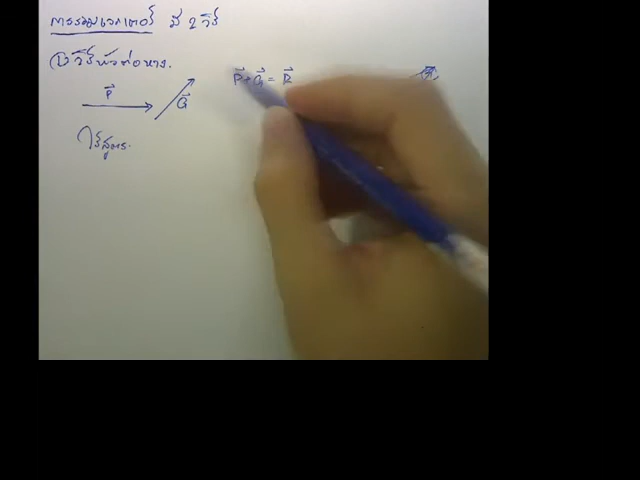 การรวมเวกเตอร์ มี 2 วิธี
1) วิธีหัวต่อหาง.
P⃗ Q⃗ P⃗ + Q⃗ = R⃗
ใช้สูตร.